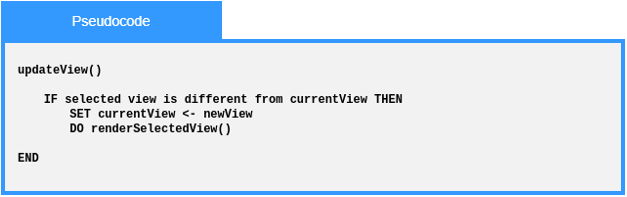 Pseudocode
updateView()
IF selected view is different from currentView THEN
SET currentView <- newView
DO renderSelectedView()
END